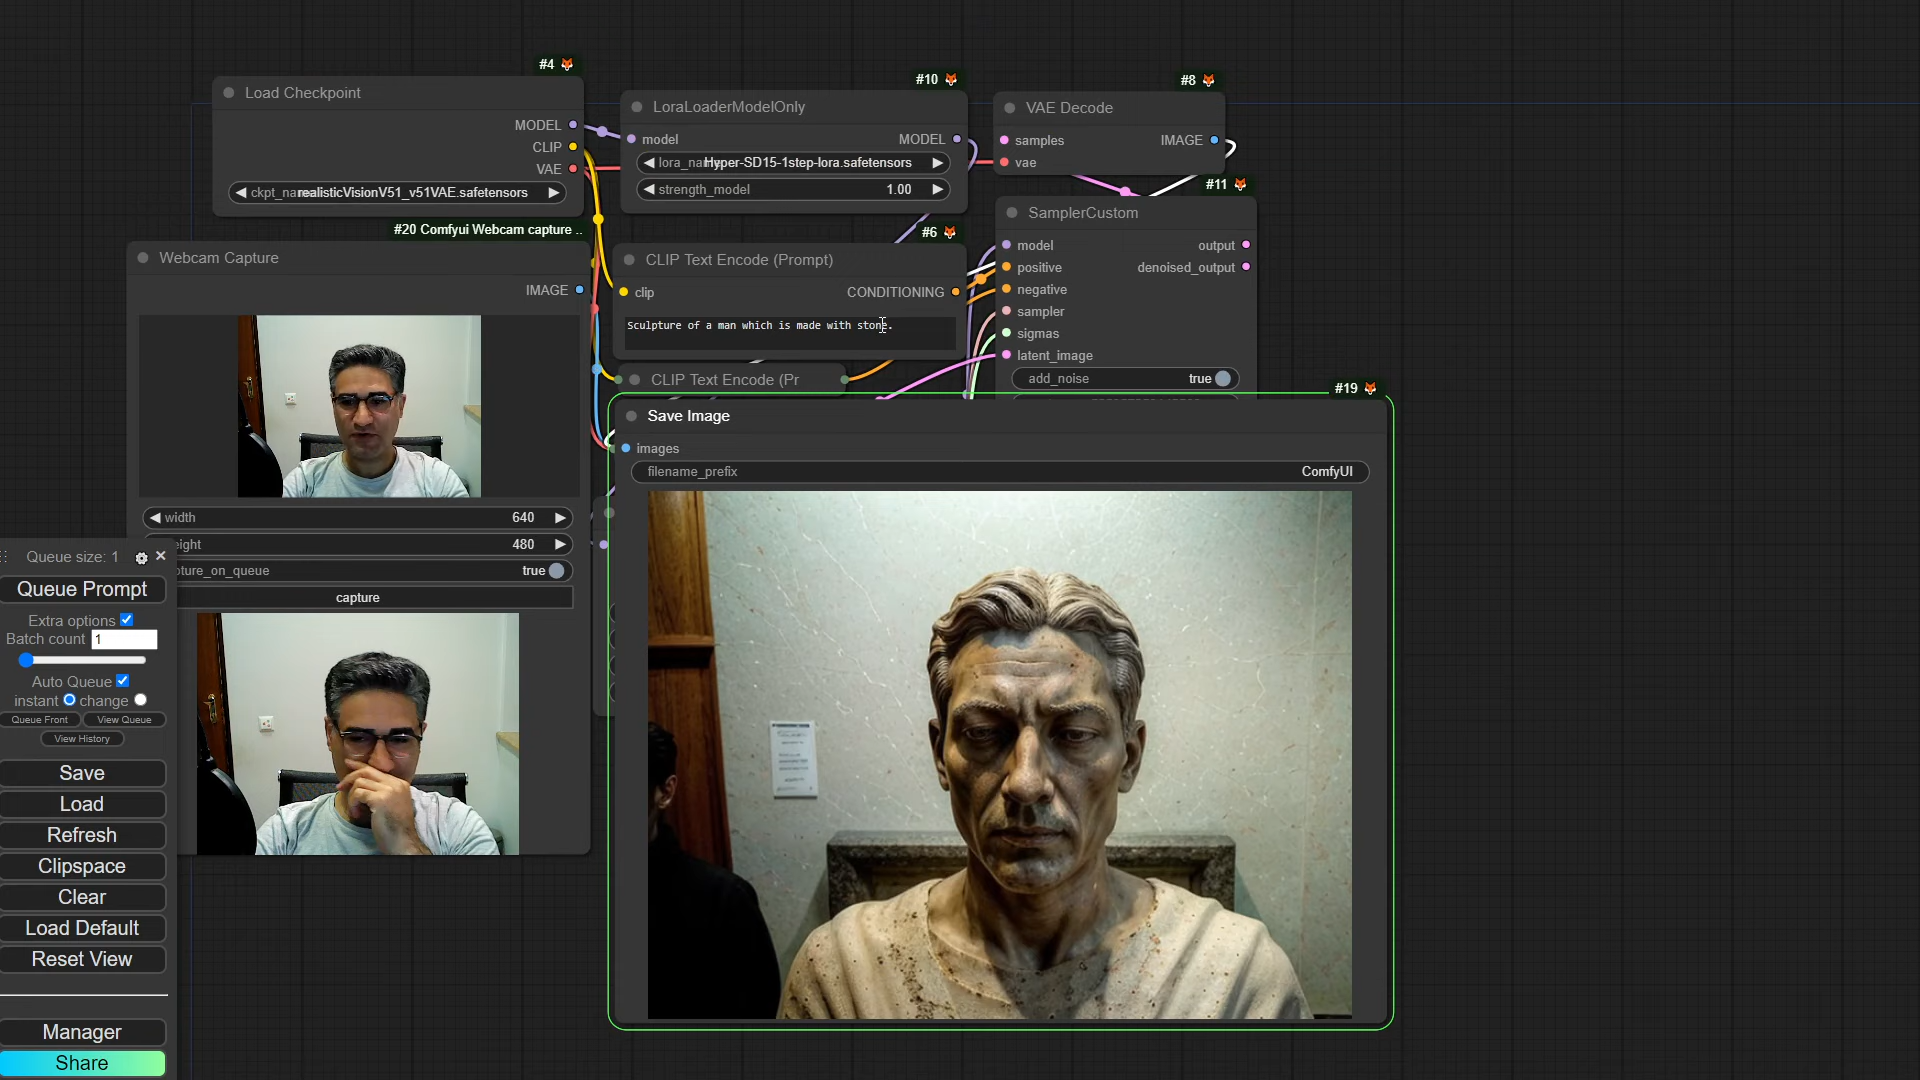 #4
Load Checkpoint
MODEL
CLIP
VAE
realisticVisionV51_v51VAE.safetensors
#10
LoraLoaderModelOnly
model
MODEL
Hyper-SD15-1step-lora.safetensors
strength_model
1.00
#8
VAE Decode
samples
IMAGE
vae
#11
SamplerCustom
model
output
positive
denoised_output
negative
sampler
sigmas
latent_image
add_noise
true
#20 Comfyui Webcam capture ..
Webcam Capture
IMAGE
width
640
480
true
capture
#6
CLIP Text Encode (Prompt)
clip
CONDITIONING
Sculpture of a man which is made with stone.
CLIP Text Encode (Pr
#19
Save Image
images
filename_prefix
ComfyUI
Queue size: 1
Queue Prompt
Extra options
Batch count
1
Auto Queue
instant
change
Queue Front
View Queue
View History
Save
Load
Refresh
Clipspace
Clear
Load Default
Reset View
Manager
Share